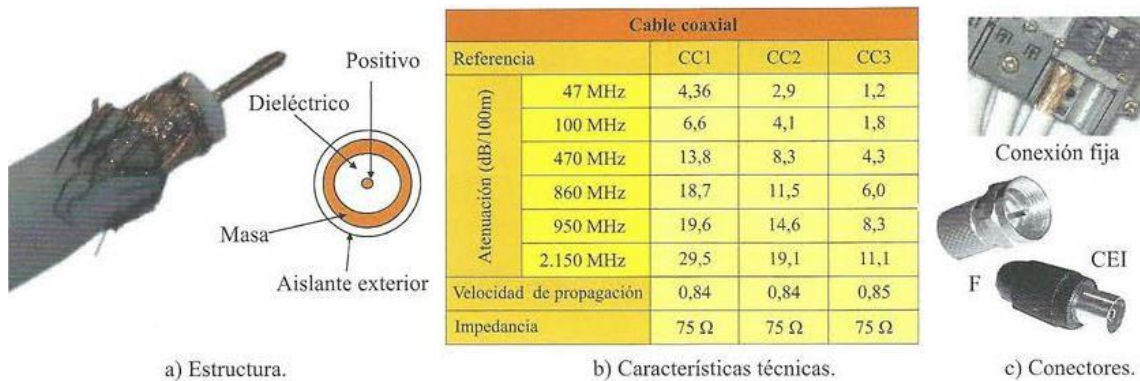 Positivo
Dieléctrico
Masa
Aislante exterior
a) Estructura.
Cable coaxial
Referencia CC1 CC2 CC3
Atenuación (dB/100m)
47 MHz 4,36 2,9 1,2
100 MHz 6,6 4,1 1,8
470 MHz 13,8 8,3 4,3
860 MHz 18,7 11,5 6,0
950 MHz 19,6 14,6 8,3
2.150 MHz 29,5 19,1 11,1
Velocidad de propagación 0,84 0,84 0,85
Impedancia 75 Ω 75 Ω 75 Ω
b) Características técnicas.
Conexión fija
CEI
F
c) Conectores.